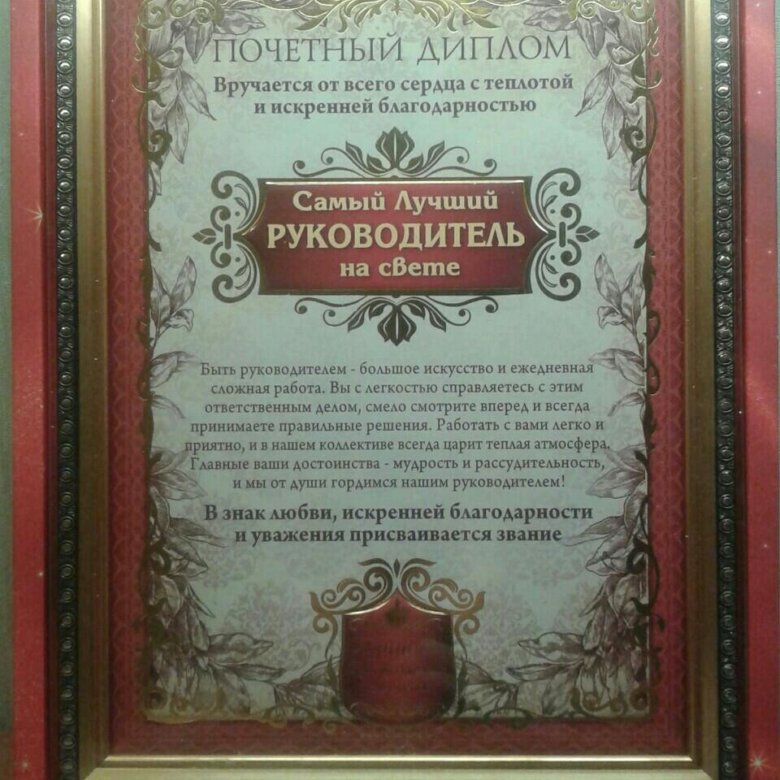 ПОЧЕТНЫЙ ДИПЛОМ
Вручается от всего сердца с теплотой
и искренней благодарностью
Самый Лучший
РУКОВОДИТЕЛЬ
на свете
Быть руководителем - большое искусство и ежедневная
сложная работа. Вы с легкостью справляетесь с этим
ответственным делом, смело смотрите вперед и всегда
принимаете правильные решения. Работать с вами легко и
приятно, и в нашем коллективе всегда царит теплая атмосфера.
Главные ваши достоинства - мудрость и рассудительность,
и мы от души гордимся нашим руководителем!
В знак любви, искренней благодарности
и уважения присваивается звание